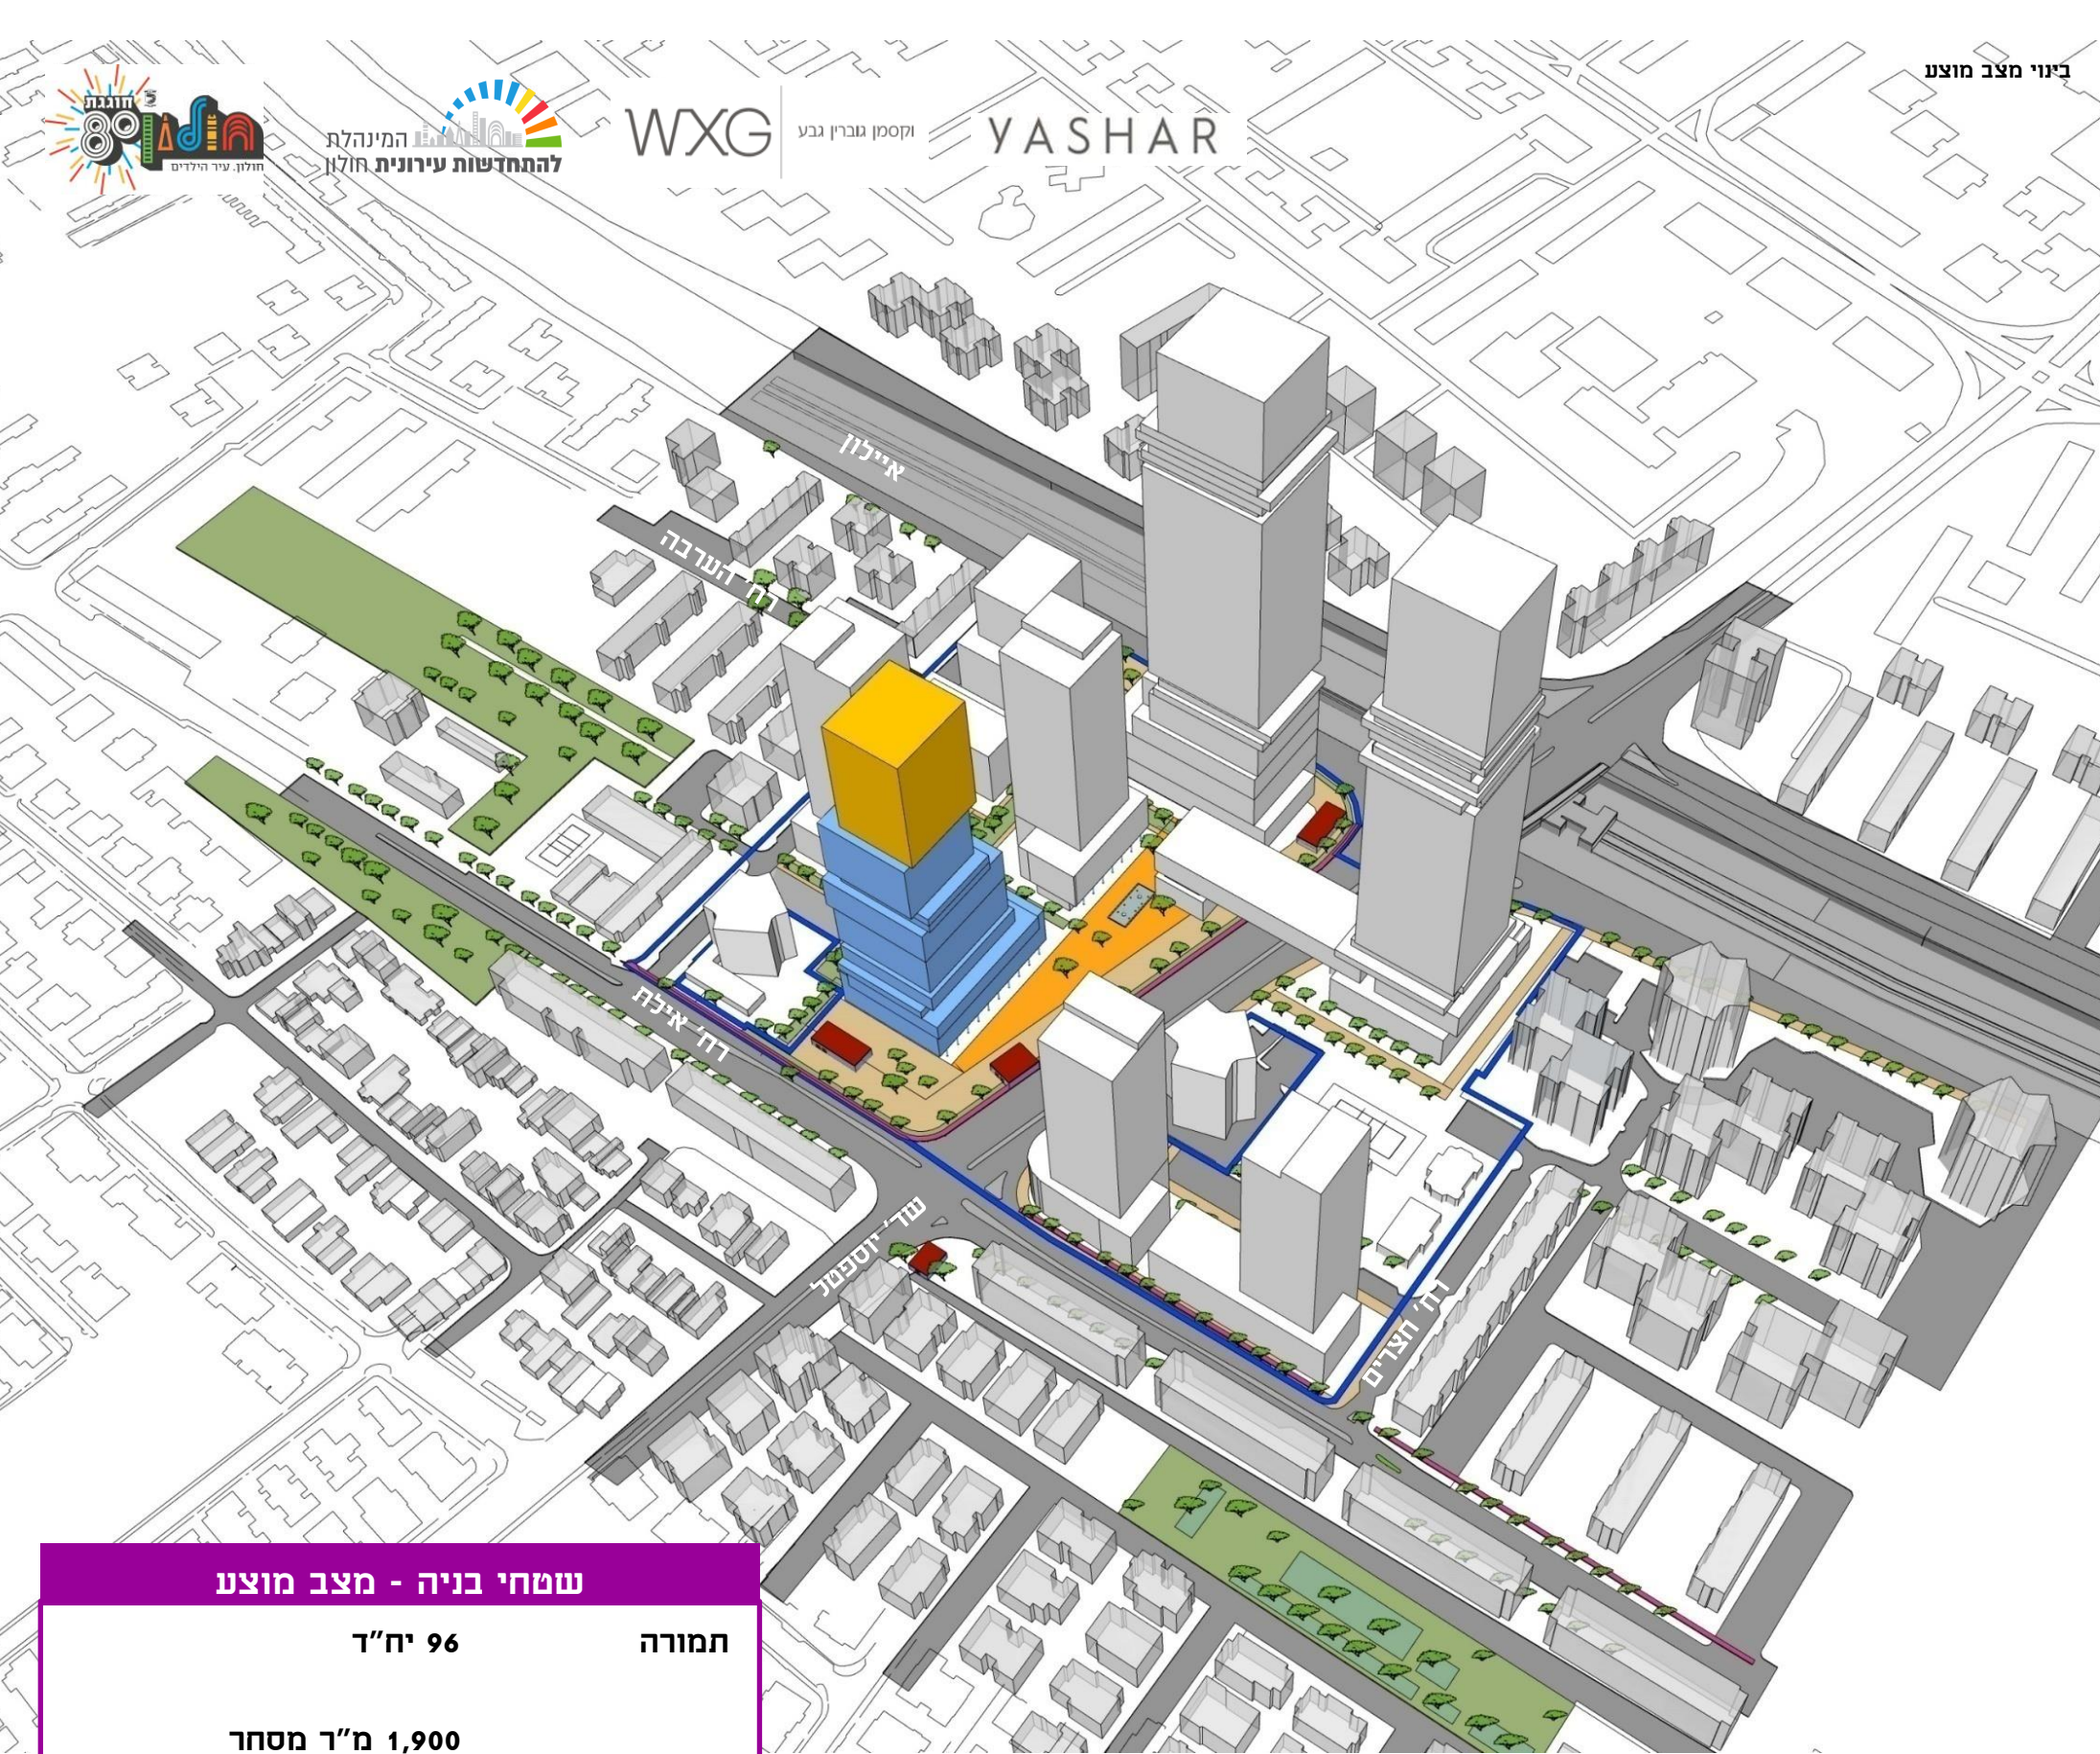 בינוי מצב מוצע
חוגגת 80
חולון
חולון. עיר הילדים
המינהלת
להתחדשות עירונית חולון
WXG
וקסמן גוברין גבע
YASHAR
איילון
רח' הערבה
רח' אילת
שד' יוספטל
רח' חצרים
שטחי בניה - מצב מוצע
תמורה 96 יח"ד
1,900 מ"ר מסחר